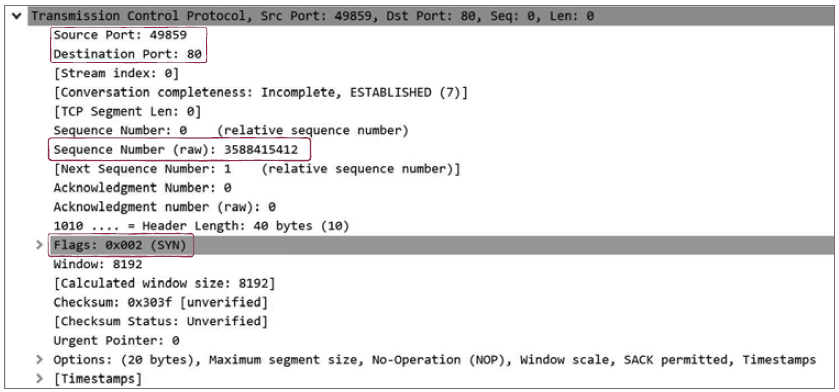 Transmission Control Protocol, Src Port: 49859, Dst Port: 80, Seq: 0, Len: 0
Source Port: 49859
Destination Port: 80
[Stream index: 0]
[Conversation completeness: Incomplete, ESTABLISHED (7)]
[TCP Segment Len: 0]
Sequence Number: 0    (relative sequence number)
Sequence Number (raw): 3588415412
[Next Sequence Number: 1    (relative sequence number)]
Acknowledgment Number: 0
Acknowledgment number (raw): 0
1010 .... = Header Length: 40 bytes (10)
Flags: 0x002 (SYN)
Window: 8192
[Calculated window size: 8192]
Checksum: 0x303f [unverified]
[Checksum Status: Unverified]
Urgent Pointer: 0
Options: (20 bytes), Maximum segment size, No-Operation (NOP), Window scale, SACK permitted, Timestamps
[Timestamps]